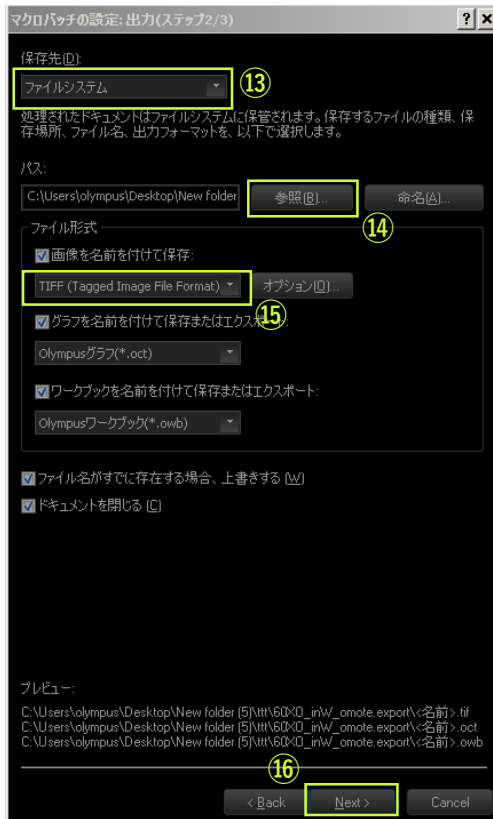 マクロバッチの設定: 出力(ステップ2/3)
? ×
保存先(D):
ファイルシステム
⑬
処理されたドキュメントはファイルシステムに保管されます。保存するファイルの種類、保
存場所、ファイル名、出力フォーマットを、以下で選択します。
パス:
C:\Users\olympus\Desktop\New folder
参照(B)...
命名(A)...
⑭
ファイル形式
画像を名前を付けて保存:
TIFF (Tagged Image File Format)
オプション(O)...
⑮
グラフを名前を付けて保存またはエクスポート:
Olympusグラフ(*.oct)
ワークブックを名前を付けて保存またはエクスポート:
Olympusワークブック(*.owb)
ファイル名がすでに存在する場合、上書きする (W)
ドキュメントを閉じる (C)
プレビュー:
C:\Users\olympus\Desktop\New folder (5)\ttt\60XO_inW_omote.export\<名前>.tif
C:\Users\olympus\Desktop\New folder (5)\ttt\60XO_inW_omote.export\<名前>.oct
C:\Users\olympus\Desktop\New folder (5)\ttt\60XO_inW_omote.export\<名前>.owb
⑯
< Back
Next >
Cancel